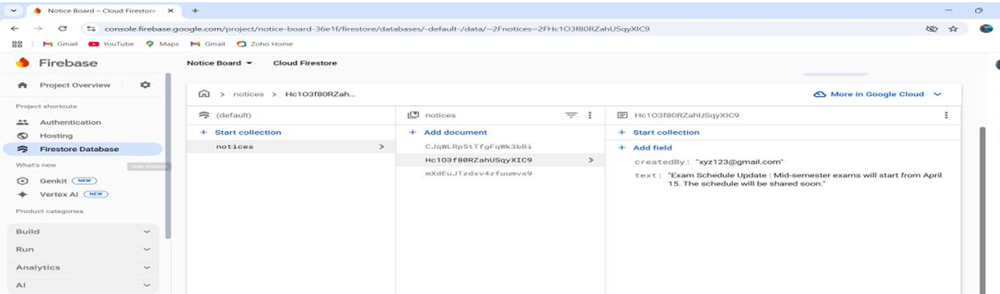 Notice Board – Cloud Firestore
console.firebase.google.com/project/notice-board-36e1f/firestore/databases/-default-/data/~2Fnotices~2FHc1O3f80RZahUSqyXIC9
Gmail YouTube Maps Gmail Zoho Home
Firebase Notice Board Cloud Firestore
Project Overview
notices Hc1O3f80RZah... More in Google Cloud
Project shortcuts
(default) notices Hc1O3f80RZahUSqyXIC9
Authentication
+ Start collection + Add document + Start collection
Hosting
notices CJqWLRp5tTfgFqWk3bBi + Add field
Firestore Database
Hc1O3f80RZahUSqyXIC9 createdBy: "xyz123@gmail.com"
What's new
mXdEuJTzdxv4zfuumvs9 text: "Exam Schedule Update : Mid-semester exams will start from April
15. The schedule will be shared soon."
Genkit NEW
Vertex AI NEW
Product categories
Build
Run
Analytics
AI